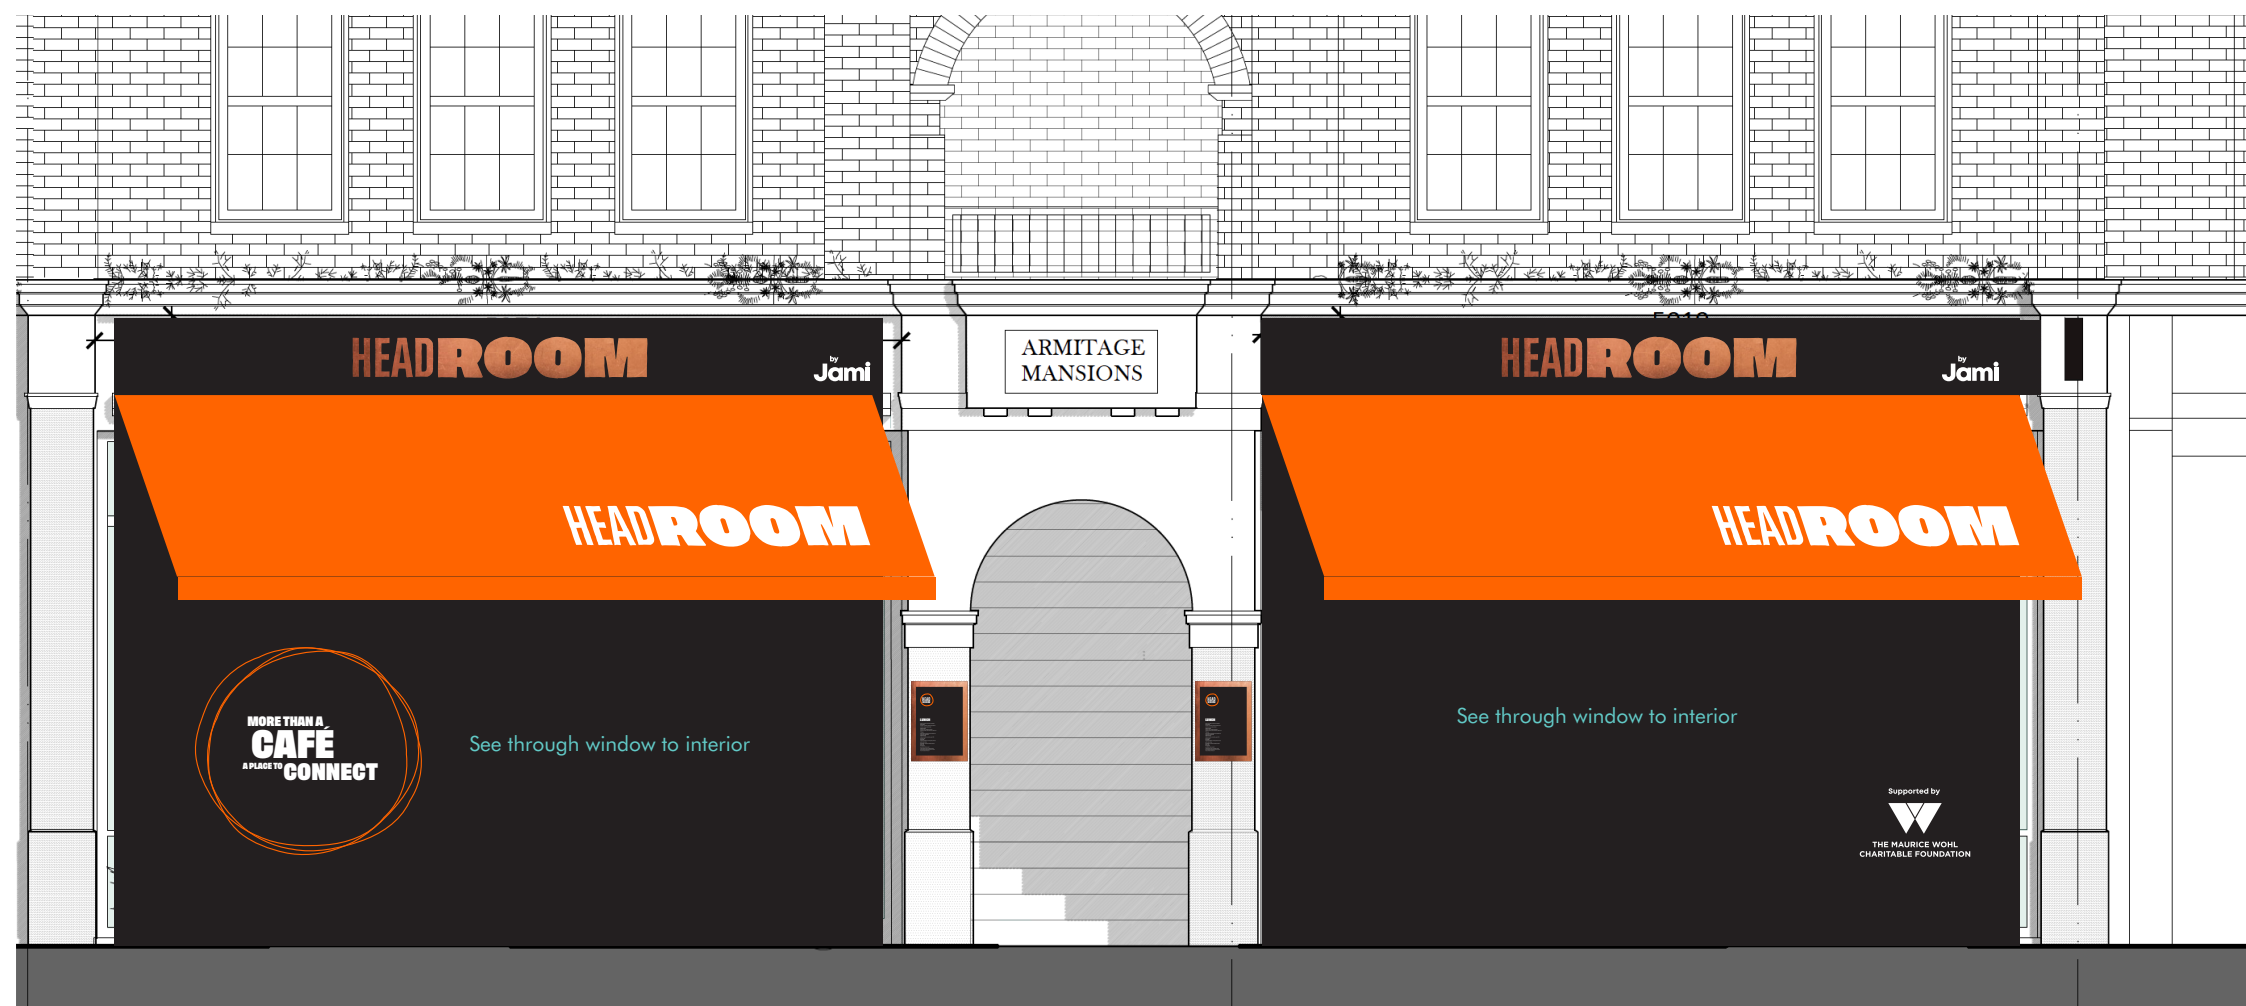 HEADROOM
by
Jami
ARMITAGE
MANSIONS
HEADROOM
by
Jami
HEADROOM
HEADROOM
MORE THAN A
CAFÉ
A PLACE TO CONNECT
See through window to interior
See through window to interior
Supported by
THE MAURICE WOHL
CHARITABLE FOUNDATION